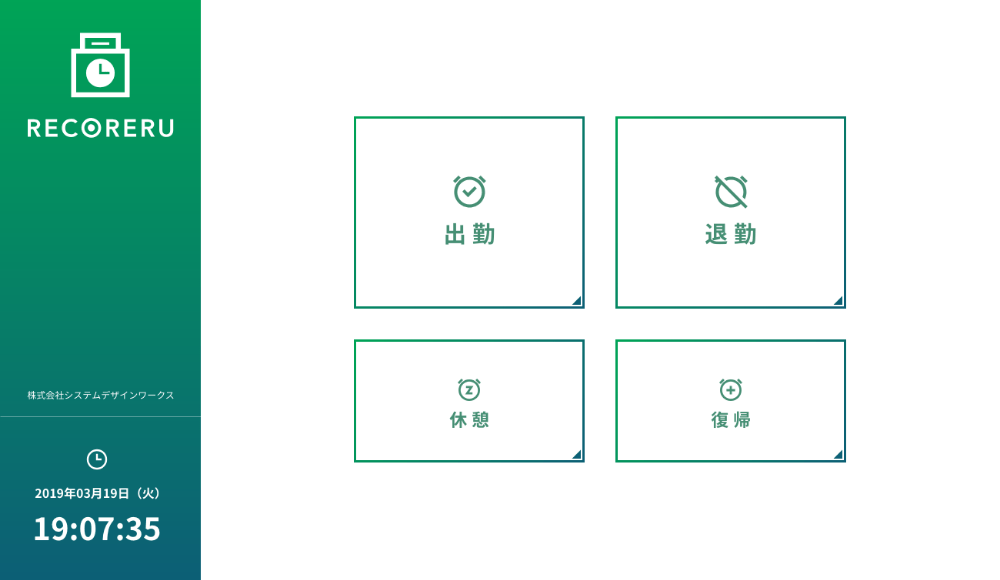 RECORERU
株式会社システムデザインワークス
2019年03月19日（火）
19:07:35
出勤
退勤
休憩
復帰